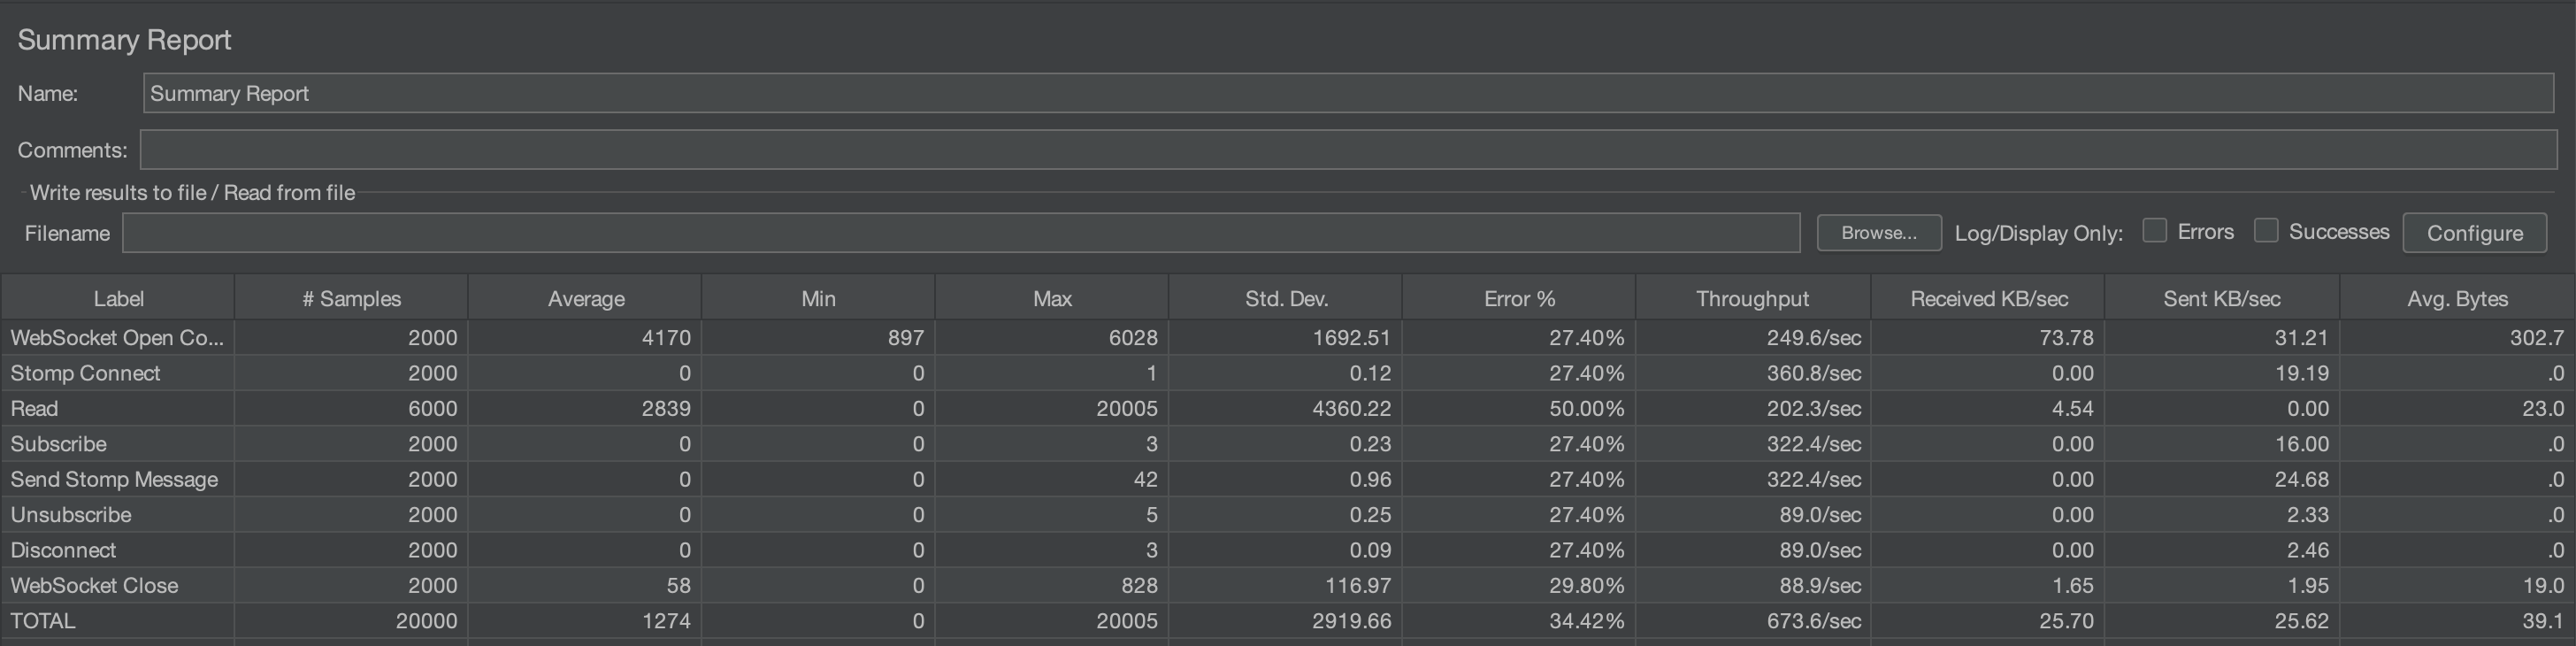 Summary Report
Name: Summary Report
Comments:
Write results to file / Read from file
Filename Browse... Log/Display Only: Errors Successes Configure
Label # Samples Average Min Max Std. Dev. Error % Throughput Received KB/sec Sent KB/sec Avg. Bytes
WebSocket Open Co... 2000 4170 897 6028 1692.51 27.40% 249.6/sec 73.78 31.21 302.7
Stomp Connect 2000 0 0 1 0.12 27.40% 360.8/sec 0.00 19.19 .0
Read 6000 2839 0 20005 4360.22 50.00% 202.3/sec 4.54 0.00 23.0
Subscribe 2000 0 0 3 0.23 27.40% 322.4/sec 0.00 16.00 .0
Send Stomp Message 2000 0 0 42 0.96 27.40% 322.4/sec 0.00 24.68 .0
Unsubscribe 2000 0 0 5 0.25 27.40% 89.0/sec 0.00 2.33 .0
Disconnect 2000 0 0 3 0.09 27.40% 89.0/sec 0.00 2.46 .0
WebSocket Close 2000 58 0 828 116.97 29.80% 88.9/sec 1.65 1.95 19.0
TOTAL 20000 1274 0 20005 2919.66 34.42% 673.6/sec 25.70 25.62 39.1